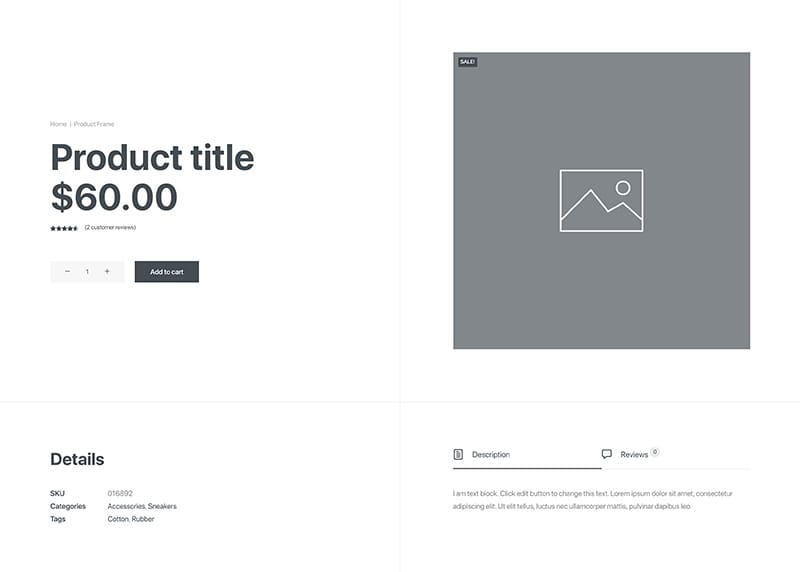 Home | Product Frame
Product title
$60.00
(2 customer reviews)
− 1 +
Add to cart
SALE!
Details
SKU 016892
Categories Accessories, Sneakers
Tags Cotton, Rubber
Description
Reviews 0
I am text block. Click edit button to change this text. Lorem ipsum dolor sit amet, consectetur
adipiscing elit. Ut elit tellus, luctus nec ullamcorper mattis, pulvinar dapibus leo